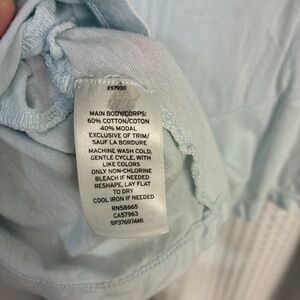 XX7930
MAIN BODY/CORPS:
60% COTTON/COTON
40% MODAL
EXCLUSIVE OF TRIM/
SAUF LA BORDURE
MACHINE WASH COLD,
GENTLE CYCLE, WITH
LIKE COLORS
ONLY NON-CHLORINE
BLEACH IF NEEDED
RESHAPE, LAY FLAT
TO DRY
COOL IRON IF NEEDED
RN58665
CA57963
BP376974M1